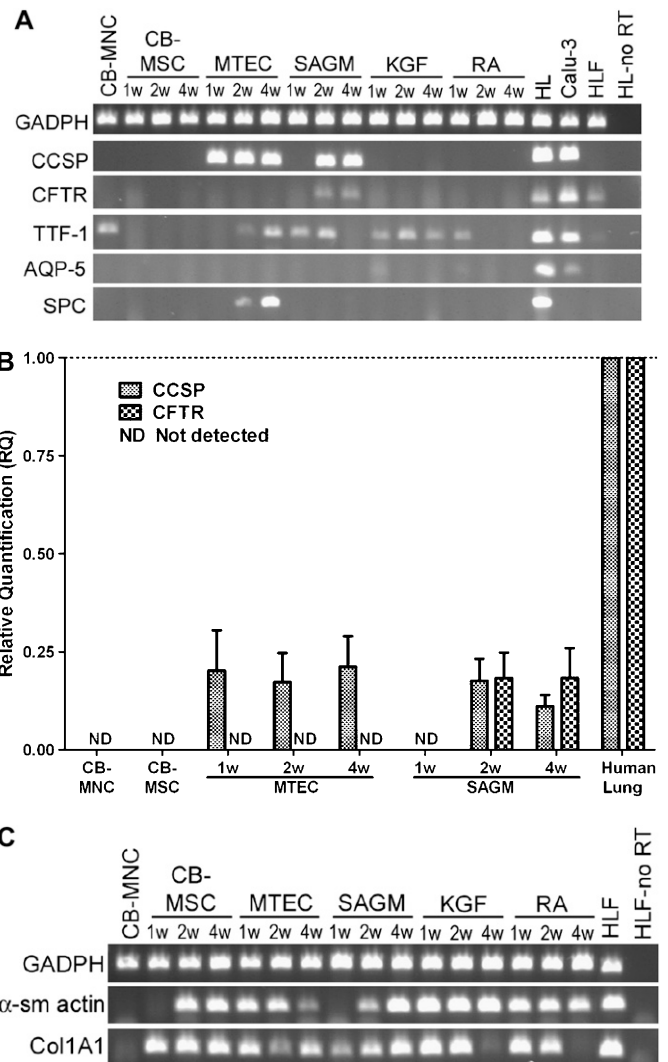 A
CB-MNC CB-MSC MTEC SAGM KGF RA HL Calu-3 HLF HL-no RT
1w 2w 4w 1w 2w 4w 1w 2w 4w 1w 2w 4w 1w 2w 4w
GADPH
CCSP
CFTR
TTF-1
AQP-5
SPC
B
Relative Quantification (RQ)
1.00
0.75
0.50
0.25
0.00
CCSP
CFTR
ND Not detected
ND ND ND ND ND ND
CB-MNC CB-MSC 1w 2w 4w 1w 2w 4w Human Lung
MTEC SAGM
C
CB-MNC CB-MSC MTEC SAGM KGF RA HLF HLF-no RT
1w 2w 4w 1w 2w 4w 1w 2w 4w 1w 2w 4w 1w 2w 4w
GADPH
α-sm actin
Col1A1